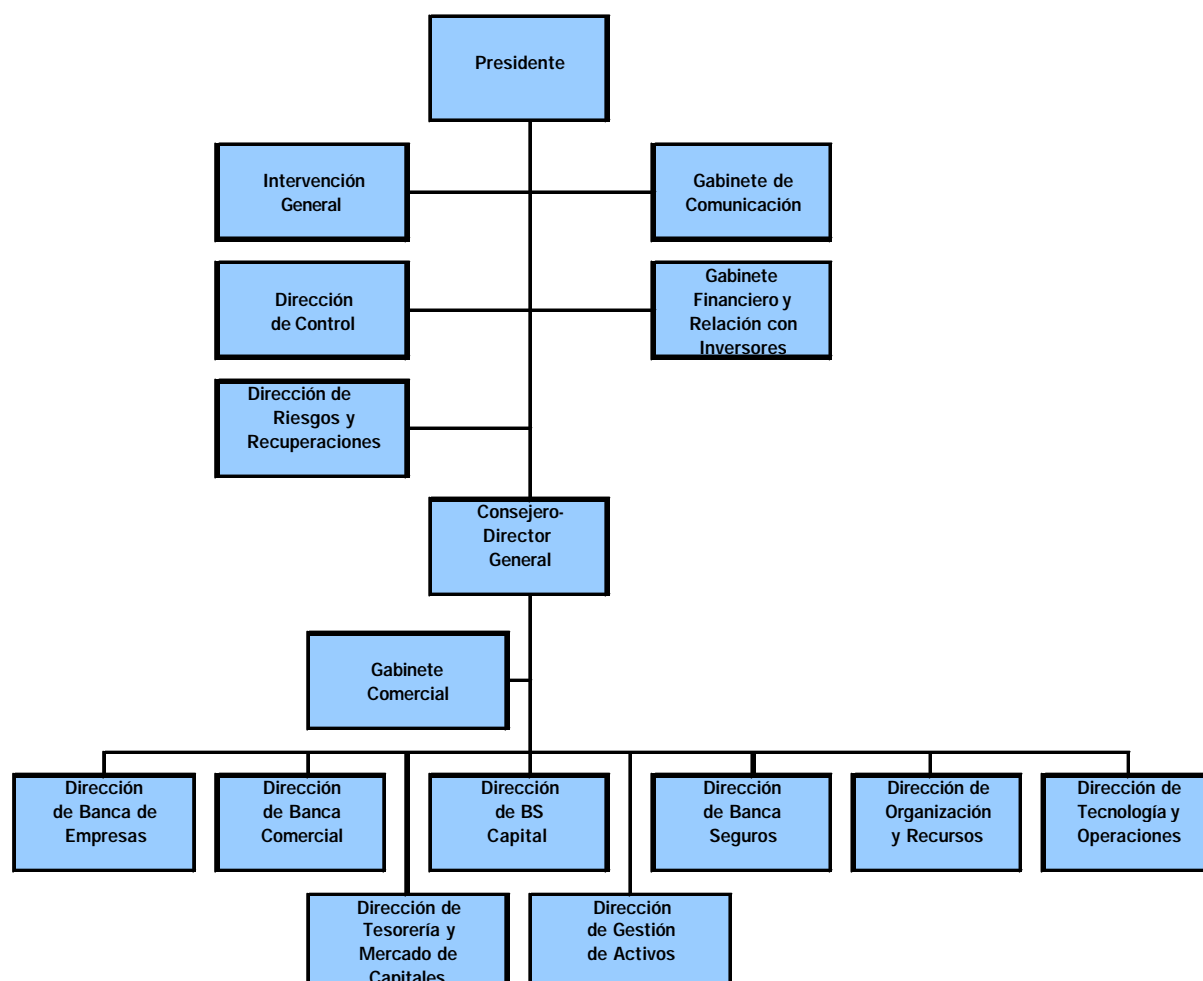 Presidente
Intervención
General
Gabinete de
Comunicación
Dirección
de Control
Gabinete
Financiero y
Relación con
Inversores
Dirección de
Riesgos y
Recuperaciones
Consejero-
Director
General
Gabinete
Comercial
Dirección
de Banca de
Empresas
Dirección
de Banca
Comercial
Dirección
de BS
Capital
Dirección
de Banca
Seguros
Dirección de
Organización
y Recursos
Dirección de
Tecnología y
Operaciones
Dirección de
Tesorería y
Mercado de
Capitales
Dirección
de Gestión
de Activos